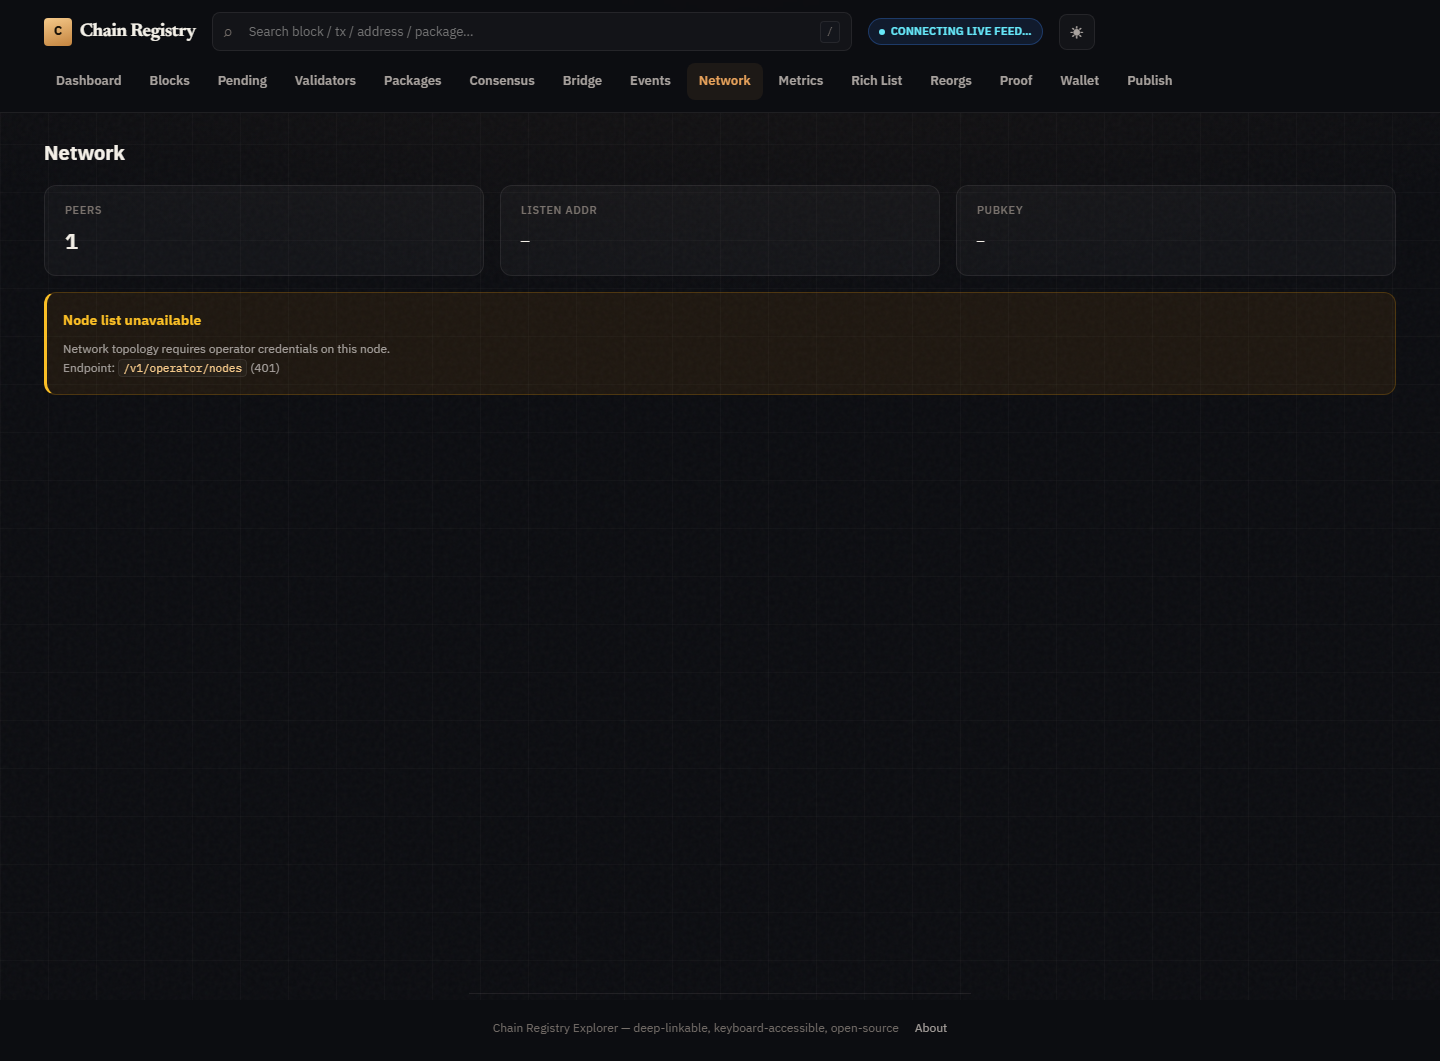 C Chain Registry
Search block / tx / address / package...
/
CONNECTING LIVE FEED...
Dashboard Blocks Pending Validators Packages Consensus Bridge Events Network Metrics Rich List Reorgs Proof Wallet Publish
Network
PEERS
1
LISTEN ADDR
—
PUBKEY
—
Node list unavailable
Network topology requires operator credentials on this node.
Endpoint: /v1/operator/nodes (401)
Chain Registry Explorer — deep-linkable, keyboard-accessible, open-source About